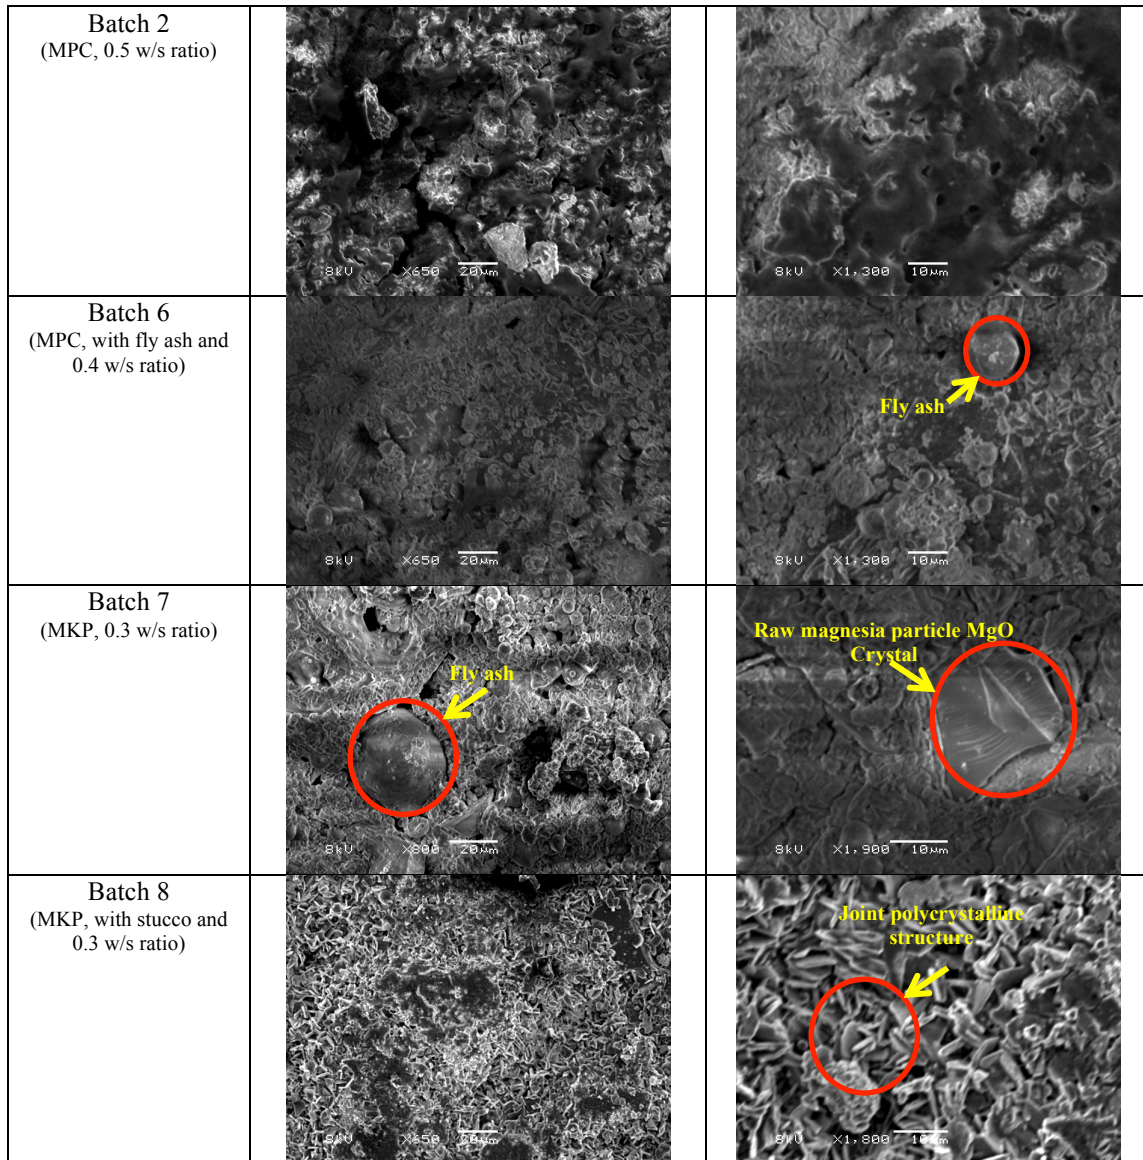 Batch 2
(MPC, 0.5 w/s ratio)
8kV X650 20µm
8kV X1,300 10µm
Batch 6
(MPC, with fly ash and
0.4 w/s ratio)
8kV X650 20µm
Fly ash
8kV X1,300 10µm
Batch 7
(MKP, 0.3 w/s ratio)
Fly ash
8kV X800 20µm
Raw magnesia particle MgO
Crystal
8kV X1,900 10µm
Batch 8
(MKP, with stucco and
0.3 w/s ratio)
8kV X650 20µm
Joint polycrystalline
structure
8kV X1,800 10µm